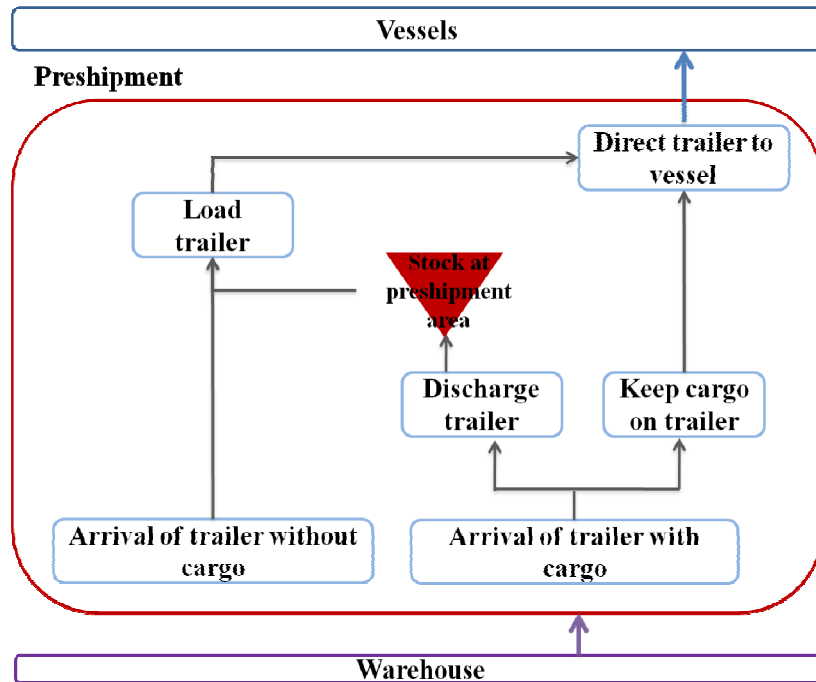 Vessels
Preshipment
Direct trailer to
vessel
Load
trailer
Stock at
preshipment
area
Discharge
trailer
Keep cargo
on trailer
Arrival of trailer without
cargo
Arrival of trailer with
cargo
Warehouse